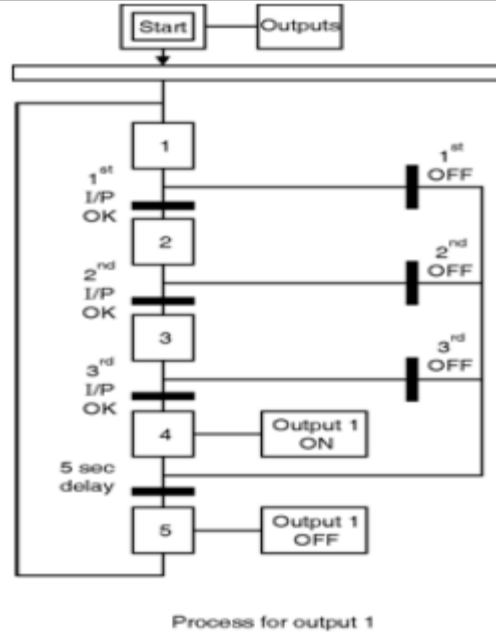 Start
Outputs
1
1st
OFF
1st
I/P
OK
2
2nd
OFF
2nd
I/P
OK
3
3rd
OFF
3rd
I/P
OK
4
Output 1
ON
5 sec
delay
5
Output 1
OFF
Process for output 1